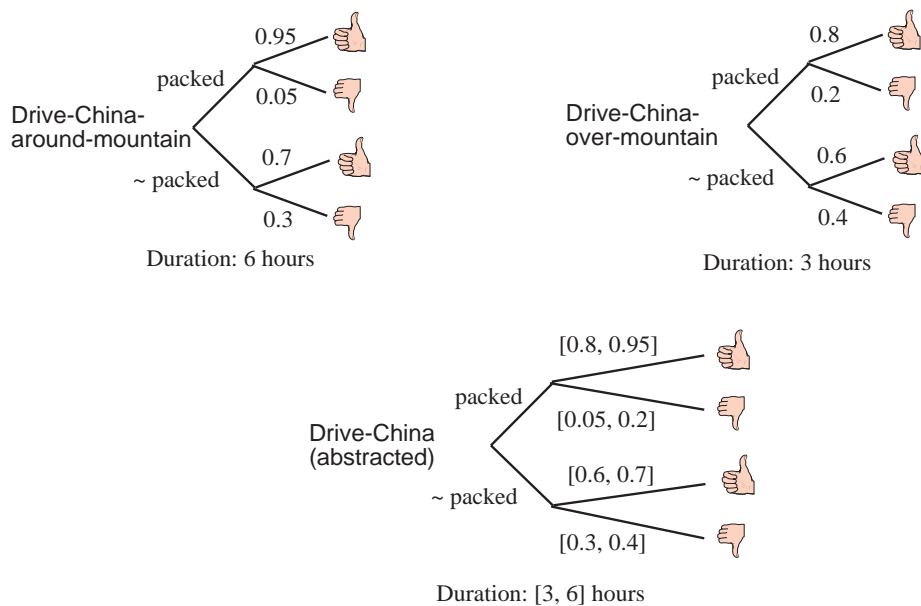 0.95
packed
0.05
Drive-China-
around-mountain
0.7
~ packed
0.3
Duration: 6 hours
0.8
packed
0.2
Drive-China-
over-mountain
0.6
~ packed
0.4
Duration: 3 hours
[0.8, 0.95]
packed
[0.05, 0.2]
Drive-China
(abstracted)
[0.6, 0.7]
~ packed
[0.3, 0.4]
Duration: [3, 6] hours